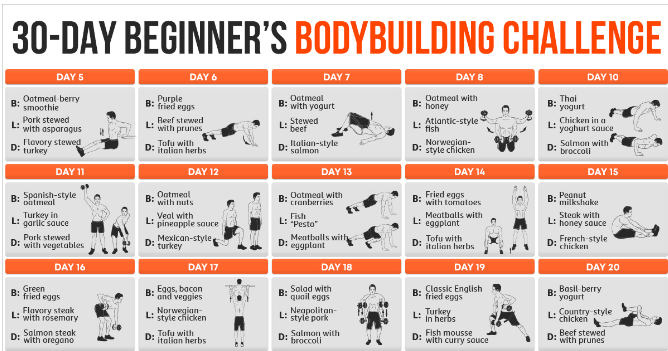 30-DAY BEGINNER'S BODYBUILDING CHALLENGE
DAY 5
B: Oatmeal-berry
smoothie
L: Pork stewed
with asparagus
D: Flavory stewed
turkey
DAY 6
B: Purple
fried eggs
L: Beef stewed
with prunes
D: Tofu with
italian herbs
DAY 7
B: Oatmeal
with yogurt
L: Stewed
beef
D: Italian-style
salmon
DAY 8
B: Oatmeal with
honey
L: Atlantic-style
fish
D: Norwegian-
style chicken
DAY 10
B: Thai
yogurt
L: Chicken in a
yoghurt sauce
D: Salmon with
broccoli
DAY 11
B: Spanish-style
oatmeal
L: Turkey in
garlic sauce
D: Pork stewed
with vegetables
DAY 12
B: Oatmeal
with nuts
L: Veal with
pineapple sauce
D: Mexican-style
turkey
DAY 13
B: Oatmeal with
cranberries
L: Fish
"Pesto"
D: Meatballs with
eggplant
DAY 14
B: Fried eggs
with tomatoes
L: Meatballs with
eggplant
D: Tofu with
italian herbs
DAY 15
B: Peanut
milkshake
L: Steak with
honey sauce
D: French-style
chicken
DAY 16
B: Green
fried eggs
L: Flavory steak
with rosemary
D: Salmon steak
with oregano
DAY 17
B: Eggs, bacon
and veggies
L: Norwegian-
style chicken
D: Tofu with
italian herbs
DAY 18
B: Salad with
quail eggs
L: Neapolitan-
style pork
D: Salmon with
broccoli
DAY 19
B: Classic English
fried eggs
L: Turkey
in herbs
D: Fish mousse
with curry sauce
DAY 20
B: Basil-berry
yogurt
L: Country-style
chicken
D: Beef stewed
with prunes